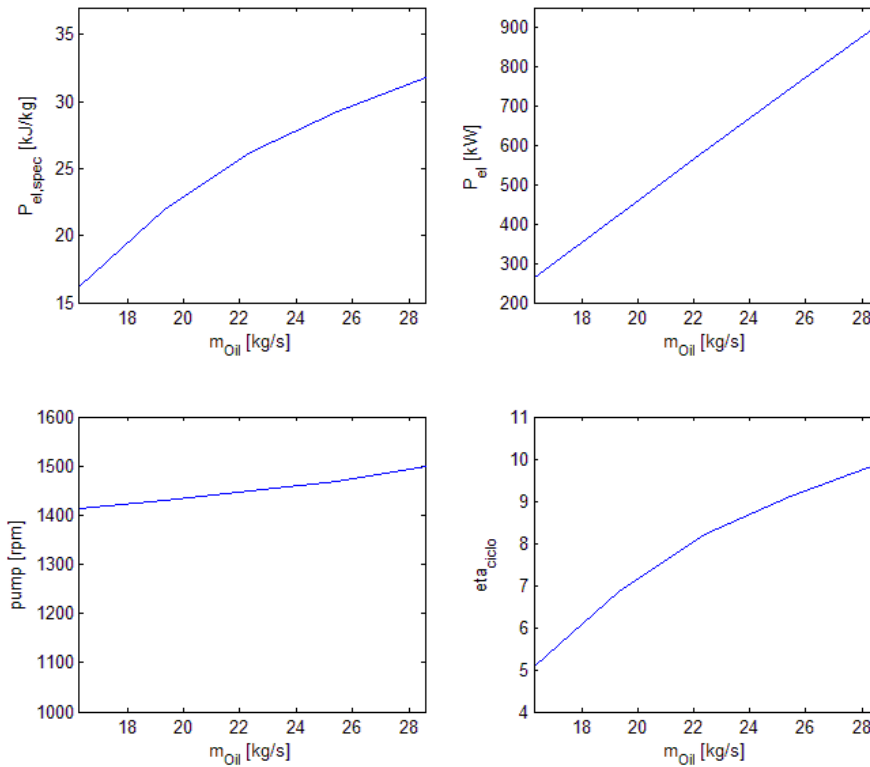 P_el,spec [kJ/kg]
35
30
25
20
15
18 20 22 24 26 28
m_Oil [kg/s]
P_el [kW]
900
800
700
600
500
400
300
200
18 20 22 24 26 28
m_Oil [kg/s]
pump [rpm]
1600
1500
1400
1300
1200
1100
1000
18 20 22 24 26 28
m_Oil [kg/s]
eta_ciclo
11
10
9
8
7
6
5
4
18 20 22 24 26 28
m_Oil [kg/s]